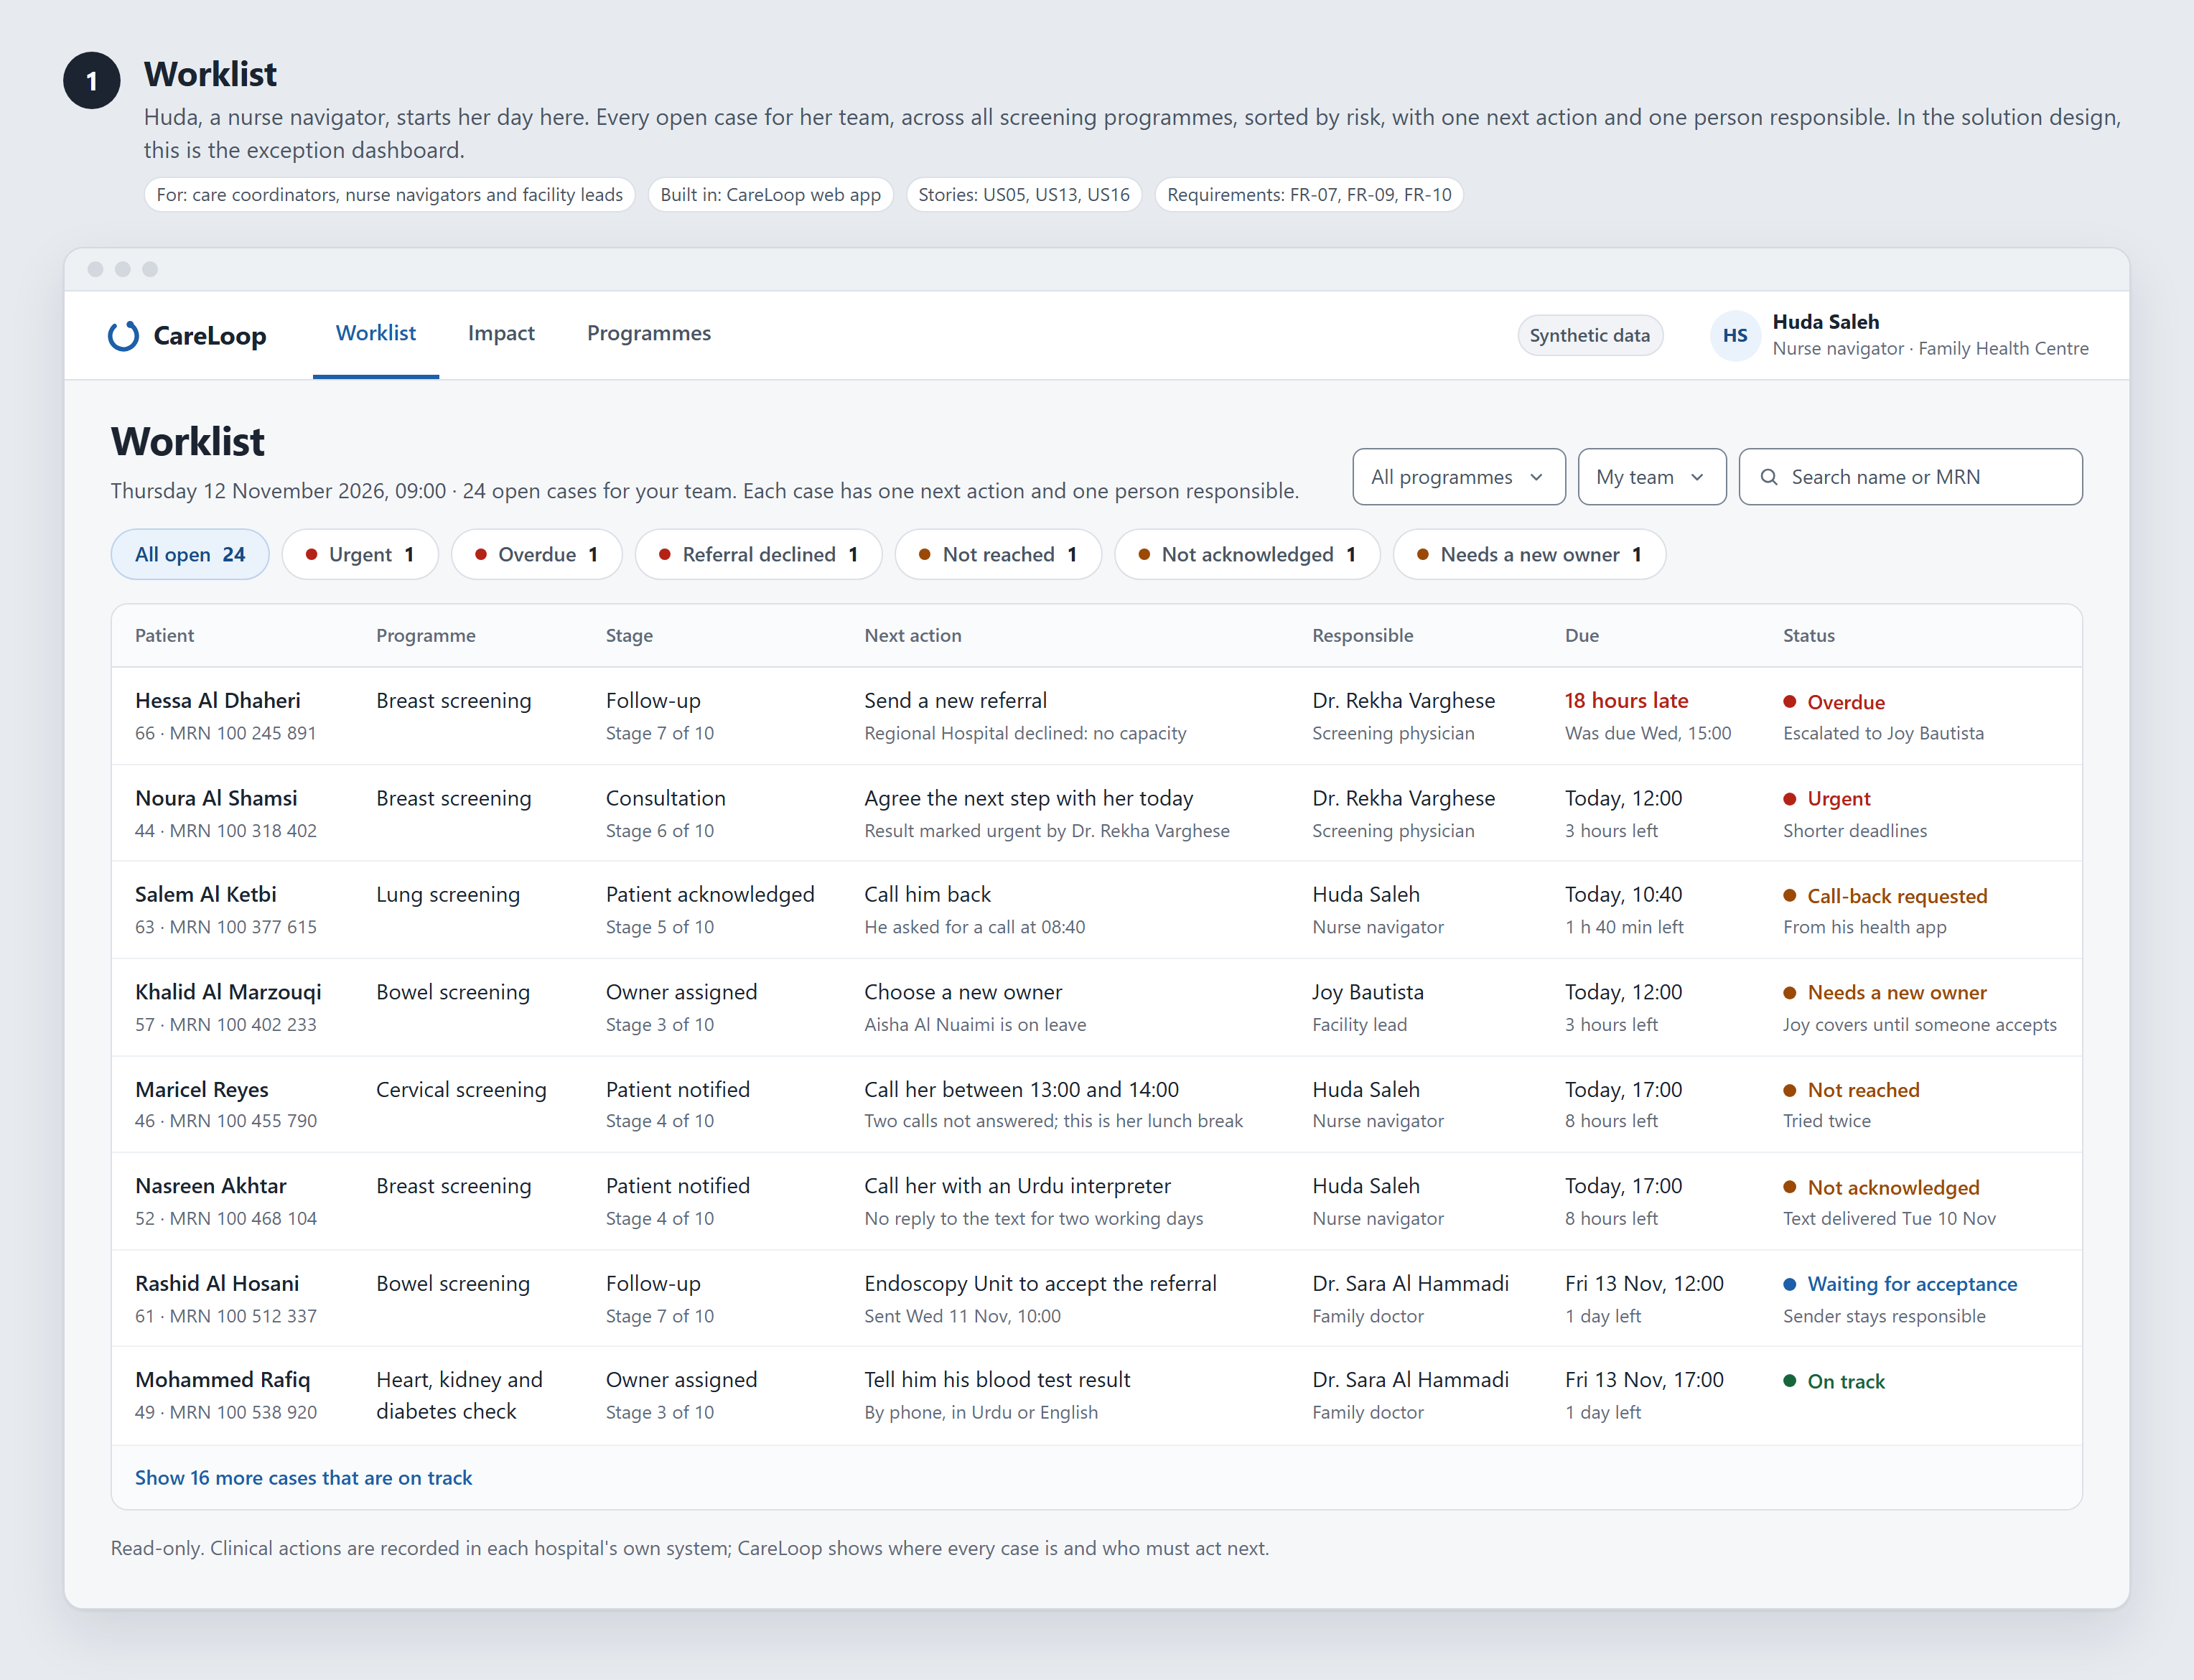 1
Worklist
Huda, a nurse navigator, starts her day here. Every open case for her team, across all screening programmes, sorted by risk, with one next action and one person responsible. In the solution design,
this is the exception dashboard.
For: care coordinators, nurse navigators and facility leads
Built in: CareLoop web app
Stories: US05, US13, US16
Requirements: FR-07, FR-09, FR-10
CareLoop
Worklist
Impact
Programmes
Synthetic data
HS
Huda Saleh
Nurse navigator · Family Health Centre
Worklist
Thursday 12 November 2026, 09:00 · 24 open cases for your team. Each case has one next action and one person responsible.
All programmes
My team
Search name or MRN
All open 24
Urgent 1
Overdue 1
Referral declined 1
Not reached 1
Not acknowledged 1
Needs a new owner 1
Patient Programme Stage Next action Responsible Due Status
Hessa Al Dhaheri Breast screening Follow-up Send a new referral Dr. Rekha Varghese 18 hours late Overdue
66 · MRN 100 245 891 Stage 7 of 10 Regional Hospital declined: no capacity Screening physician Was due Wed, 15:00 Escalated to Joy Bautista
Noura Al Shamsi Breast screening Consultation Agree the next step with her today Dr. Rekha Varghese Today, 12:00 Urgent
44 · MRN 100 318 402 Stage 6 of 10 Result marked urgent by Dr. Rekha Varghese Screening physician 3 hours left Shorter deadlines
Salem Al Ketbi Lung screening Patient acknowledged Call him back Huda Saleh Today, 10:40 Call-back requested
63 · MRN 100 377 615 Stage 5 of 10 He asked for a call at 08:40 Nurse navigator 1 h 40 min left From his health app
Khalid Al Marzouqi Bowel screening Owner assigned Choose a new owner Joy Bautista Today, 12:00 Needs a new owner
57 · MRN 100 402 233 Stage 3 of 10 Aisha Al Nuaimi is on leave Facility lead 3 hours left Joy covers until someone accepts
Maricel Reyes Cervical screening Patient notified Call her between 13:00 and 14:00 Huda Saleh Today, 17:00 Not reached
46 · MRN 100 455 790 Stage 4 of 10 Two calls not answered; this is her lunch break Nurse navigator 8 hours left Tried twice
Nasreen Akhtar Breast screening Patient notified Call her with an Urdu interpreter Huda Saleh Today, 17:00 Not acknowledged
52 · MRN 100 468 104 Stage 4 of 10 No reply to the text for two working days Nurse navigator 8 hours left Text delivered Tue 10 Nov
Rashid Al Hosani Bowel screening Follow-up Endoscopy Unit to accept the referral Dr. Sara Al Hammadi Fri 13 Nov, 12:00 Waiting for acceptance
61 · MRN 100 512 337 Stage 7 of 10 Sent Wed 11 Nov, 10:00 Family doctor 1 day left Sender stays responsible
Mohammed Rafiq Heart, kidney and Owner assigned Tell him his blood test result Dr. Sara Al Hammadi Fri 13 Nov, 17:00 On track
49 · MRN 100 538 920 diabetes check Stage 3 of 10 By phone, in Urdu or English Family doctor 1 day left
Show 16 more cases that are on track
Read-only. Clinical actions are recorded in each hospital's own system; CareLoop shows where every case is and who must act next.